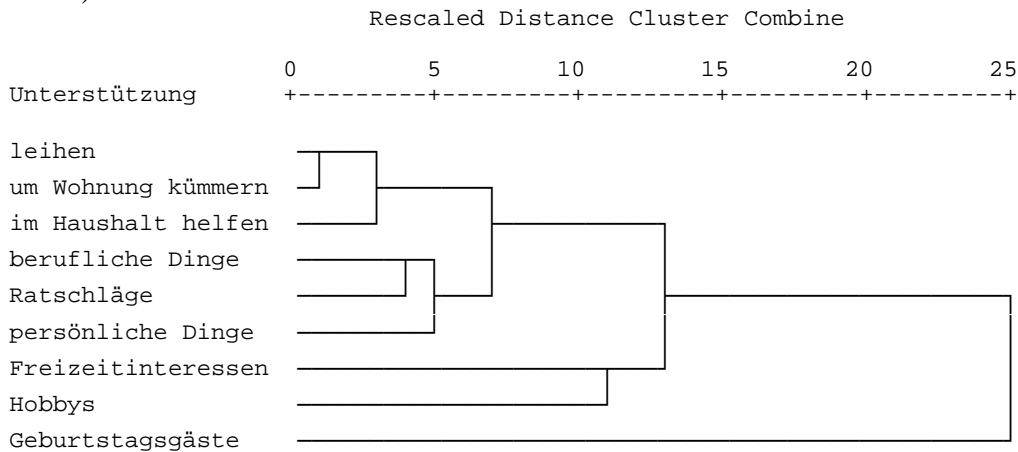 Rescaled Distance Cluster Combine
0 5 10 15 20 25
Unterstützung +---------+---------+---------+---------+---------+
leihen
um Wohnung kümmern
im Haushalt helfen
berufliche Dinge
Ratschläge
persönliche Dinge
Freizeitinteressen
Hobbys
Geburtstagsgäste